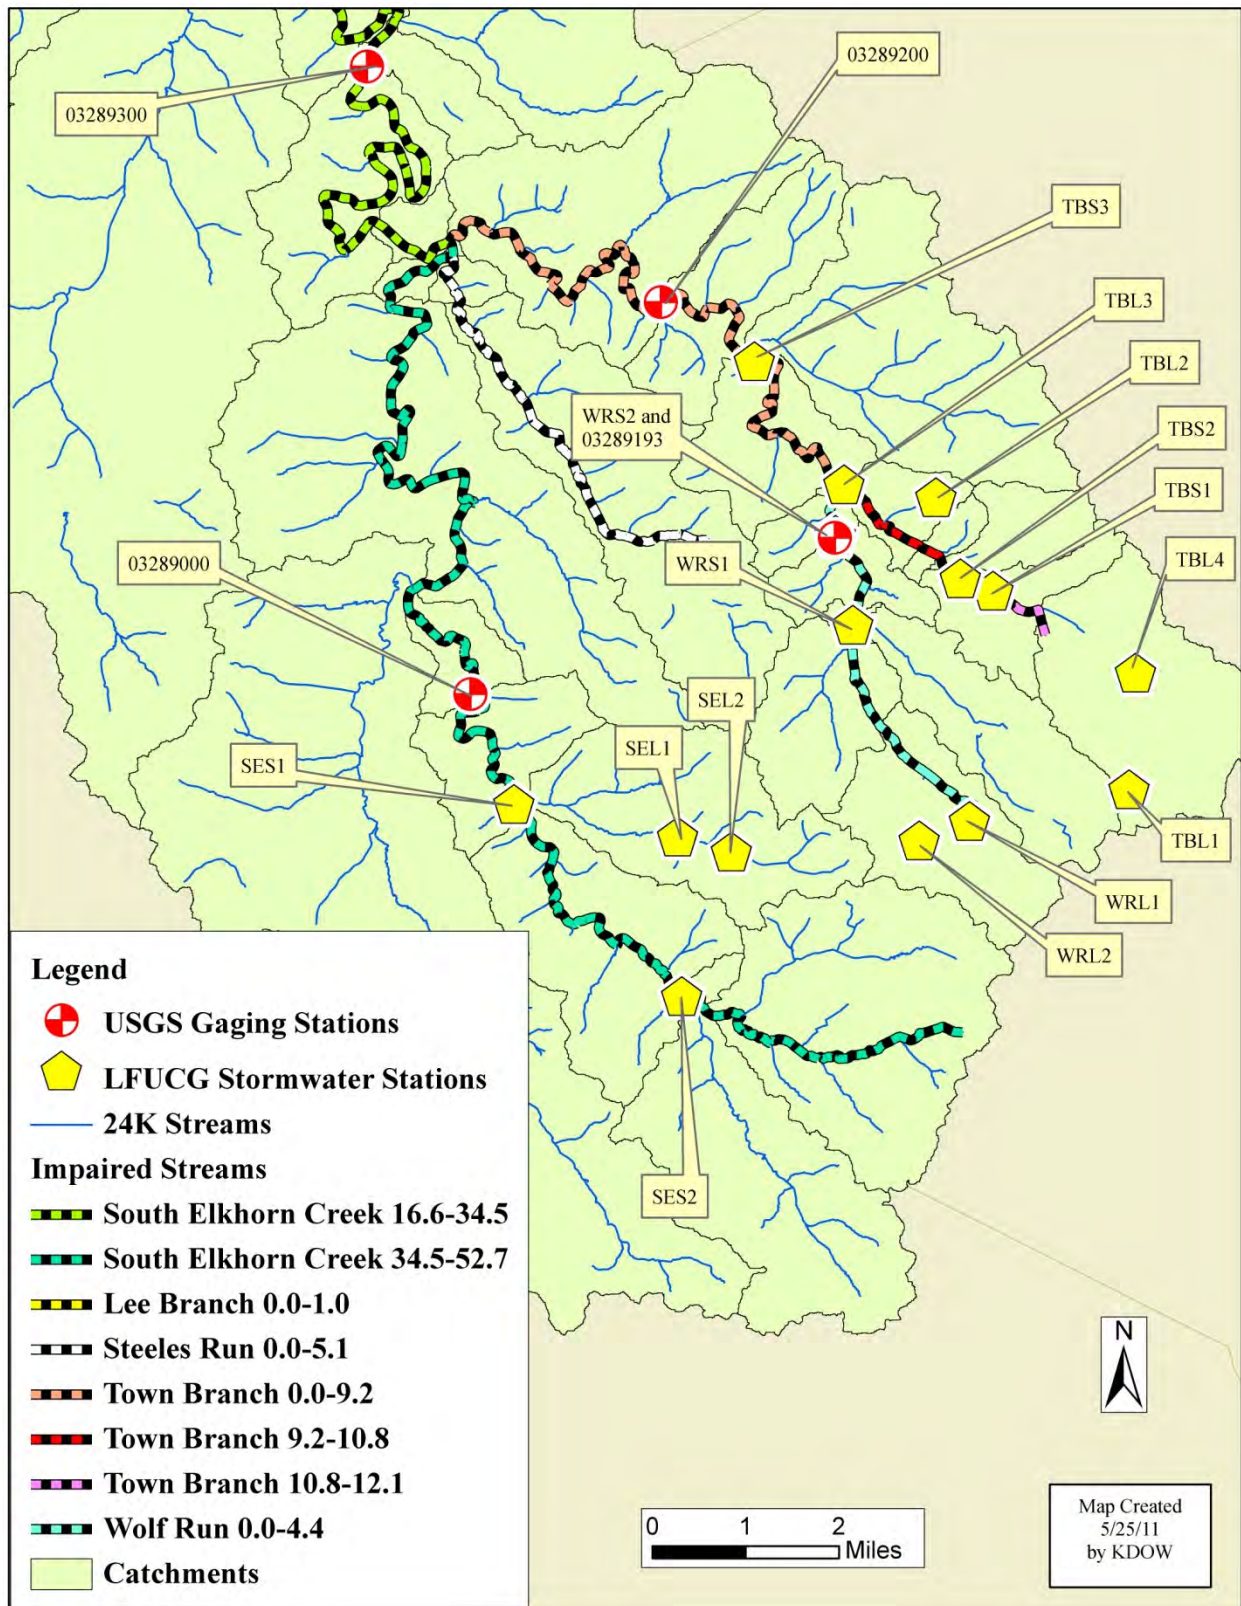 03289200
03289300
TBS3
TBL3
TBL2
WRS2 and
03289193
TBS2
TBS1
03289000
WRS1
TBL4
SEL2
SEL1
SES1
TBL1
WRL1
WRL2
SES2
Legend
USGS Gaging Stations
LFUCG Stormwater Stations
24K Streams
Impaired Streams
South Elkhorn Creek 16.6-34.5
South Elkhorn Creek 34.5-52.7
Lee Branch 0.0-1.0
Steeles Run 0.0-5.1
Town Branch 0.0-9.2
Town Branch 9.2-10.8
Town Branch 10.8-12.1
Wolf Run 0.0-4.4
Catchments
N
0 1 2
Miles
Map Created
5/25/11
by KDOW